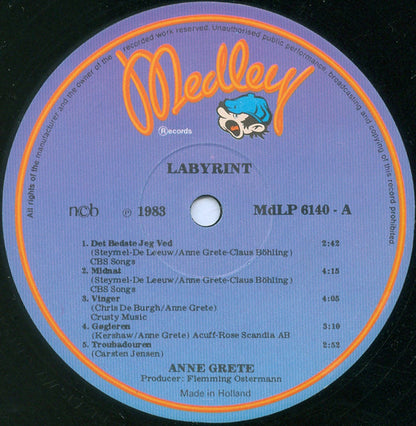 All rights of the manufacturer and the owner of the recorded work reserved. Unauthorised public performance, broadcasting and copying of this record prohibited.
Medley
Records
LABYRINT
ncb ℗ 1983 MdLP 6140 - A
1. Det Bedste Jeg Ved 2:42
(Steymel-De Leeuw/Anne Grete-Claus Böhling)
CBS Songs
2. Midnat 4:15
(Steymel-De Leeuw/Anne Grete-Claus Böhling)
CBS Songs
3. Vinger 4:05
(Chris De Burgh/Anne Grete)
Crusty Music
4. Gøgleren 3:10
(Kershaw/Anne Grete) Acuff-Rose Scandia AB
5. Troubadouren 2:52
(Carsten Jensen)
ANNE GRETE
Producer: Flemming Ostermann
Made in Holland